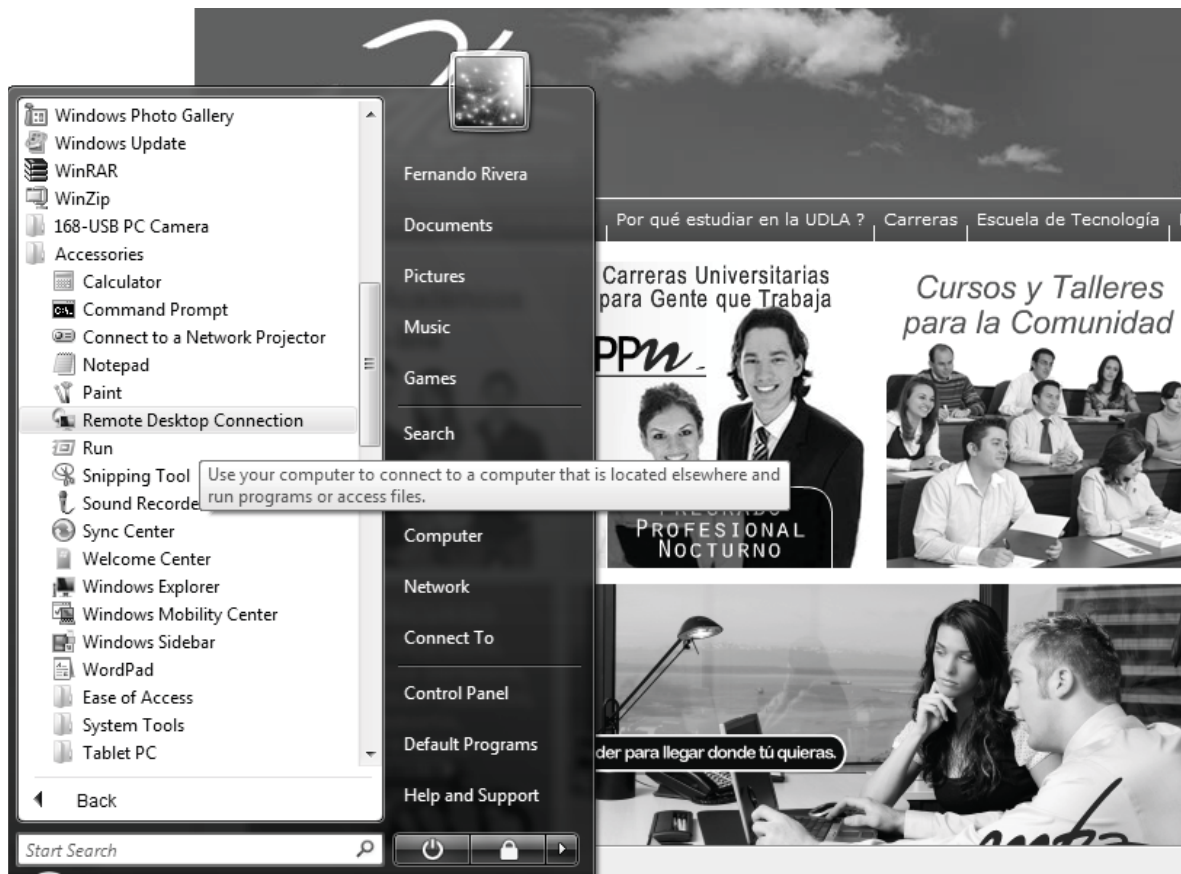 Windows Photo Gallery
Windows Update
WinRAR
WinZip
168-USB PC Camera
Accessories
Calculator
Command Prompt
Connect to a Network Projector
Notepad
Paint
Remote Desktop Connection
Run
Snipping Tool
Sound Recorde
Sync Center
Welcome Center
Windows Explorer
Windows Mobility Center
Windows Sidebar
WordPad
Ease of Access
System Tools
Tablet PC
Back
Start Search
Fernando Rivera
Documents
Pictures
Music
Games
Search
Use your computer to connect to a computer that is located elsewhere and
run programs or access files.
Computer
Network
Connect To
Control Panel
Default Programs
Help and Support
Por qué estudiar en la UDLA ? Carreras Escuela de Tecnología
Carreras Universitarias
para Gente que Trabaja
PROFESIONAL
NOCTURNO
Cursos y Talleres
para la Comunidad
der para llegar donde tú quieras.